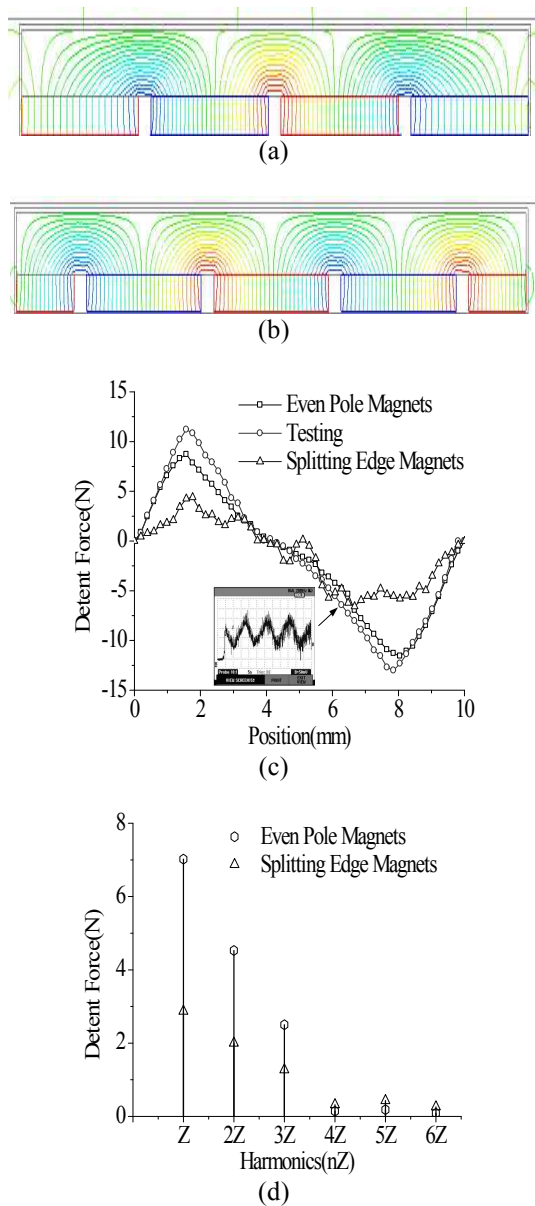 (a)
(b)
15
10
5
0
-5
-10
-15
Detent Force(N)
Even Pole Magnets
Testing
Splitting Edge Magnets
0 2 4 6 8 10
Position(mm)
(c)
8
6
4
2
0
Detent Force(N)
Even Pole Magnets
Splitting Edge Magnets
Z 2Z 3Z 4Z 5Z 6Z
Harmonics(nZ)
(d)